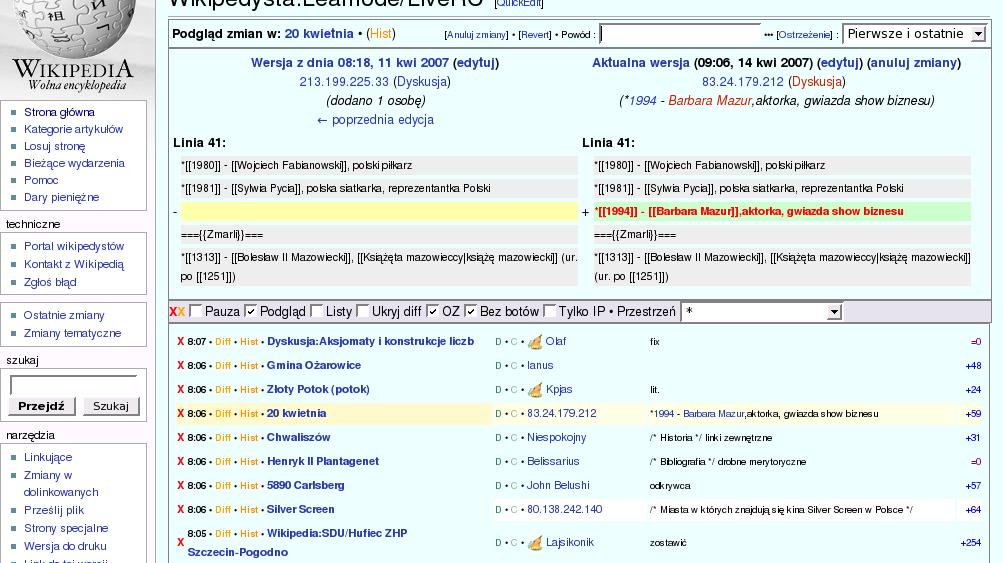 Wikipedysta:Learnode/LiveRC [QuickEdit]
WIKIPEDIA
Wolna encyklopedia
Strona główna
Kategorie artykułów
Losuj stronę
Bieżące wydarzenia
Pomoc
Dary pieniężne
techniczne
Portal wikipedystów
Kontakt z Wikipedią
Zgłoś błąd
Ostatnie zmiany
Zmiany tematyczne
szukaj
Przejdź Szukaj
narzędzia
Linkujące
Zmiany w
dolinkowanych
Prześlij plik
Strony specjalne
Wersja do druku
Link do tej wersji
Podgląd zmian w: 20 kwietnia • (Hist) [Anuluj zmiany] • [Revert] • Powód : ••• [Ostrzeżenie] : Pierwsze i ostatnie
Wersja z dnia 08:18, 11 kwi 2007 (edytuj)
213.199.225.33 (Dyskusja)
(dodano 1 osobę)
← poprzednia edycja
Aktualna wersja (09:06, 14 kwi 2007) (edytuj) (anuluj zmiany)
83.24.179.212 (Dyskusja)
(*1994 - Barbara Mazur,aktorka, gwiazda show biznesu)
Linia 41: Linia 41:
*[[1980]] - [[Wojciech Fabianowski]], polski piłkarz *[[1980]] - [[Wojciech Fabianowski]], polski piłkarz
*[[1981]] - [[Sylwia Pycia]], polska siatkarka, reprezentantka Polski *[[1981]] - [[Sylwia Pycia]], polska siatkarka, reprezentantka Polski
- + *[[1994]] - [[Barbara Mazur]],aktorka, gwiazda show biznesu
==={{Zmarli}}=== ==={{Zmarli}}===
*[[1313]] - [[Bolesław II Mazowiecki]], [[Książęta mazowieccy|książę mazowiecki]] (ur.
po [[1251]])
*[[1313]] - [[Bolesław II Mazowiecki]], [[Książęta mazowieccy|książę mazowiecki]]
(ur. po [[1251]])
XX Pauza Podgląd Listy Ukryj diff OZ Bez botów Tylko IP • Przestrzeń *
X 8:07 • Diff • Hist • Dyskusja:Aksjomaty i konstrukcje liczb D • C • Olaf fix =0
X 8:06 • Diff • Hist • Gmina Ożarowice D • C • Ianus +48
X 8:06 • Diff • Hist • Złoty Potok (potok) D • C • Kpjas lit. +24
X 8:06 • Diff • Hist • 20 kwietnia D • C • 83.24.179.212 *1994 - Barbara Mazur,aktorka, gwiazda show biznesu +59
X 8:06 • Diff • Hist • Chwaliszów D • C • Niespokojny /* Historia */ linki zewnętrzne +31
X 8:06 • Diff • Hist • Henryk II Plantagenet D • C • Belissarius /* Bibliografia */ drobne merytoryczne =0
X 8:06 • Diff • Hist • 5890 Carlsberg D • C • John Belushi odkrywca +57
X 8:06 • Diff • Hist • Silver Screen D • C • 80.138.242.140 /* Miasta w których znajdują się kina Silver Screen w Polsce */ +64
X 8:05 • Diff • Hist • Wikipedia:SDU/Hufiec ZHP
Szczecin-Pogodno D • C • Lajsikonik zostawić +254